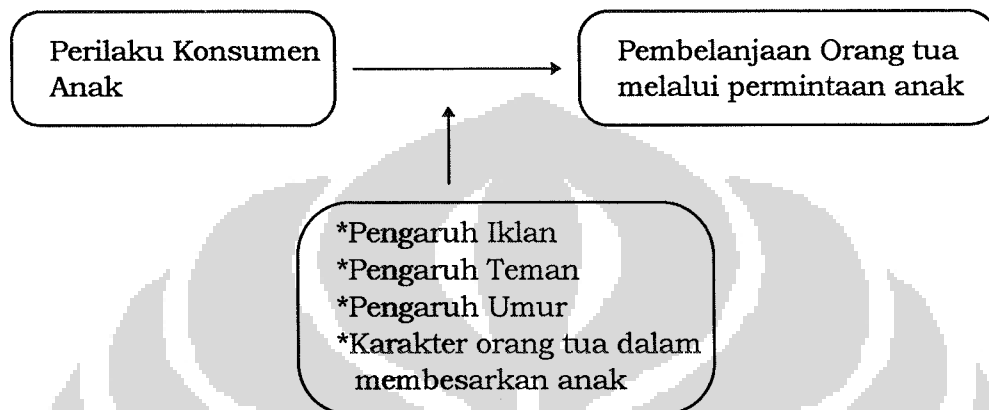 Perilaku Konsumen
Anak
Pembelanjaan Orang tua
melalui permintaan anak
*Pengaruh Iklan
*Pengaruh Teman
*Pengaruh Umur
*Karakter orang tua dalam
membesarkan anak